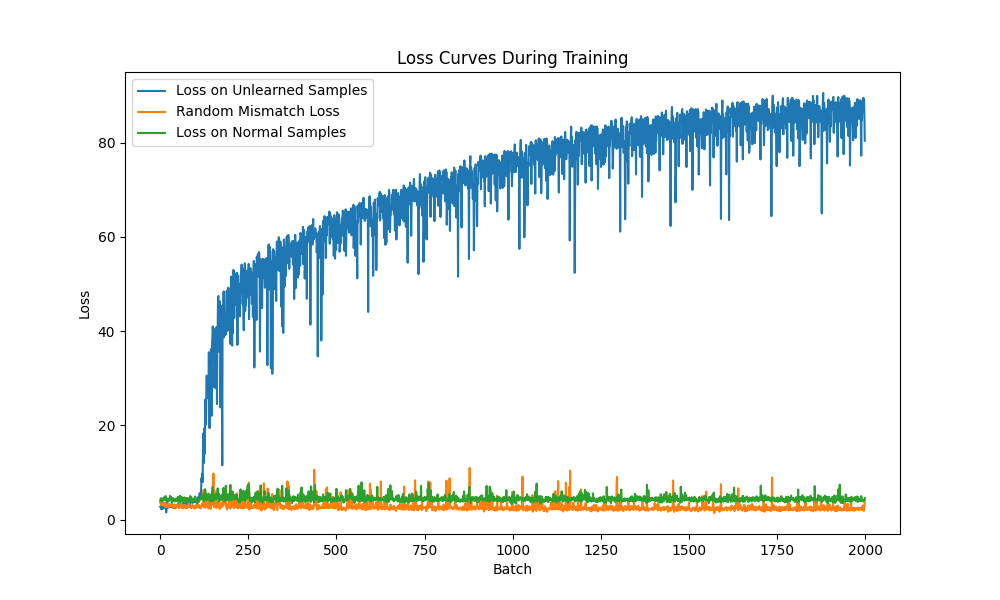 Loss Curves During Training
Loss on Unlearned Samples
Random Mismatch Loss
Loss on Normal Samples
Loss
80
60
40
20
0
0 250 500 750 1000 1250 1500 1750 2000
Batch